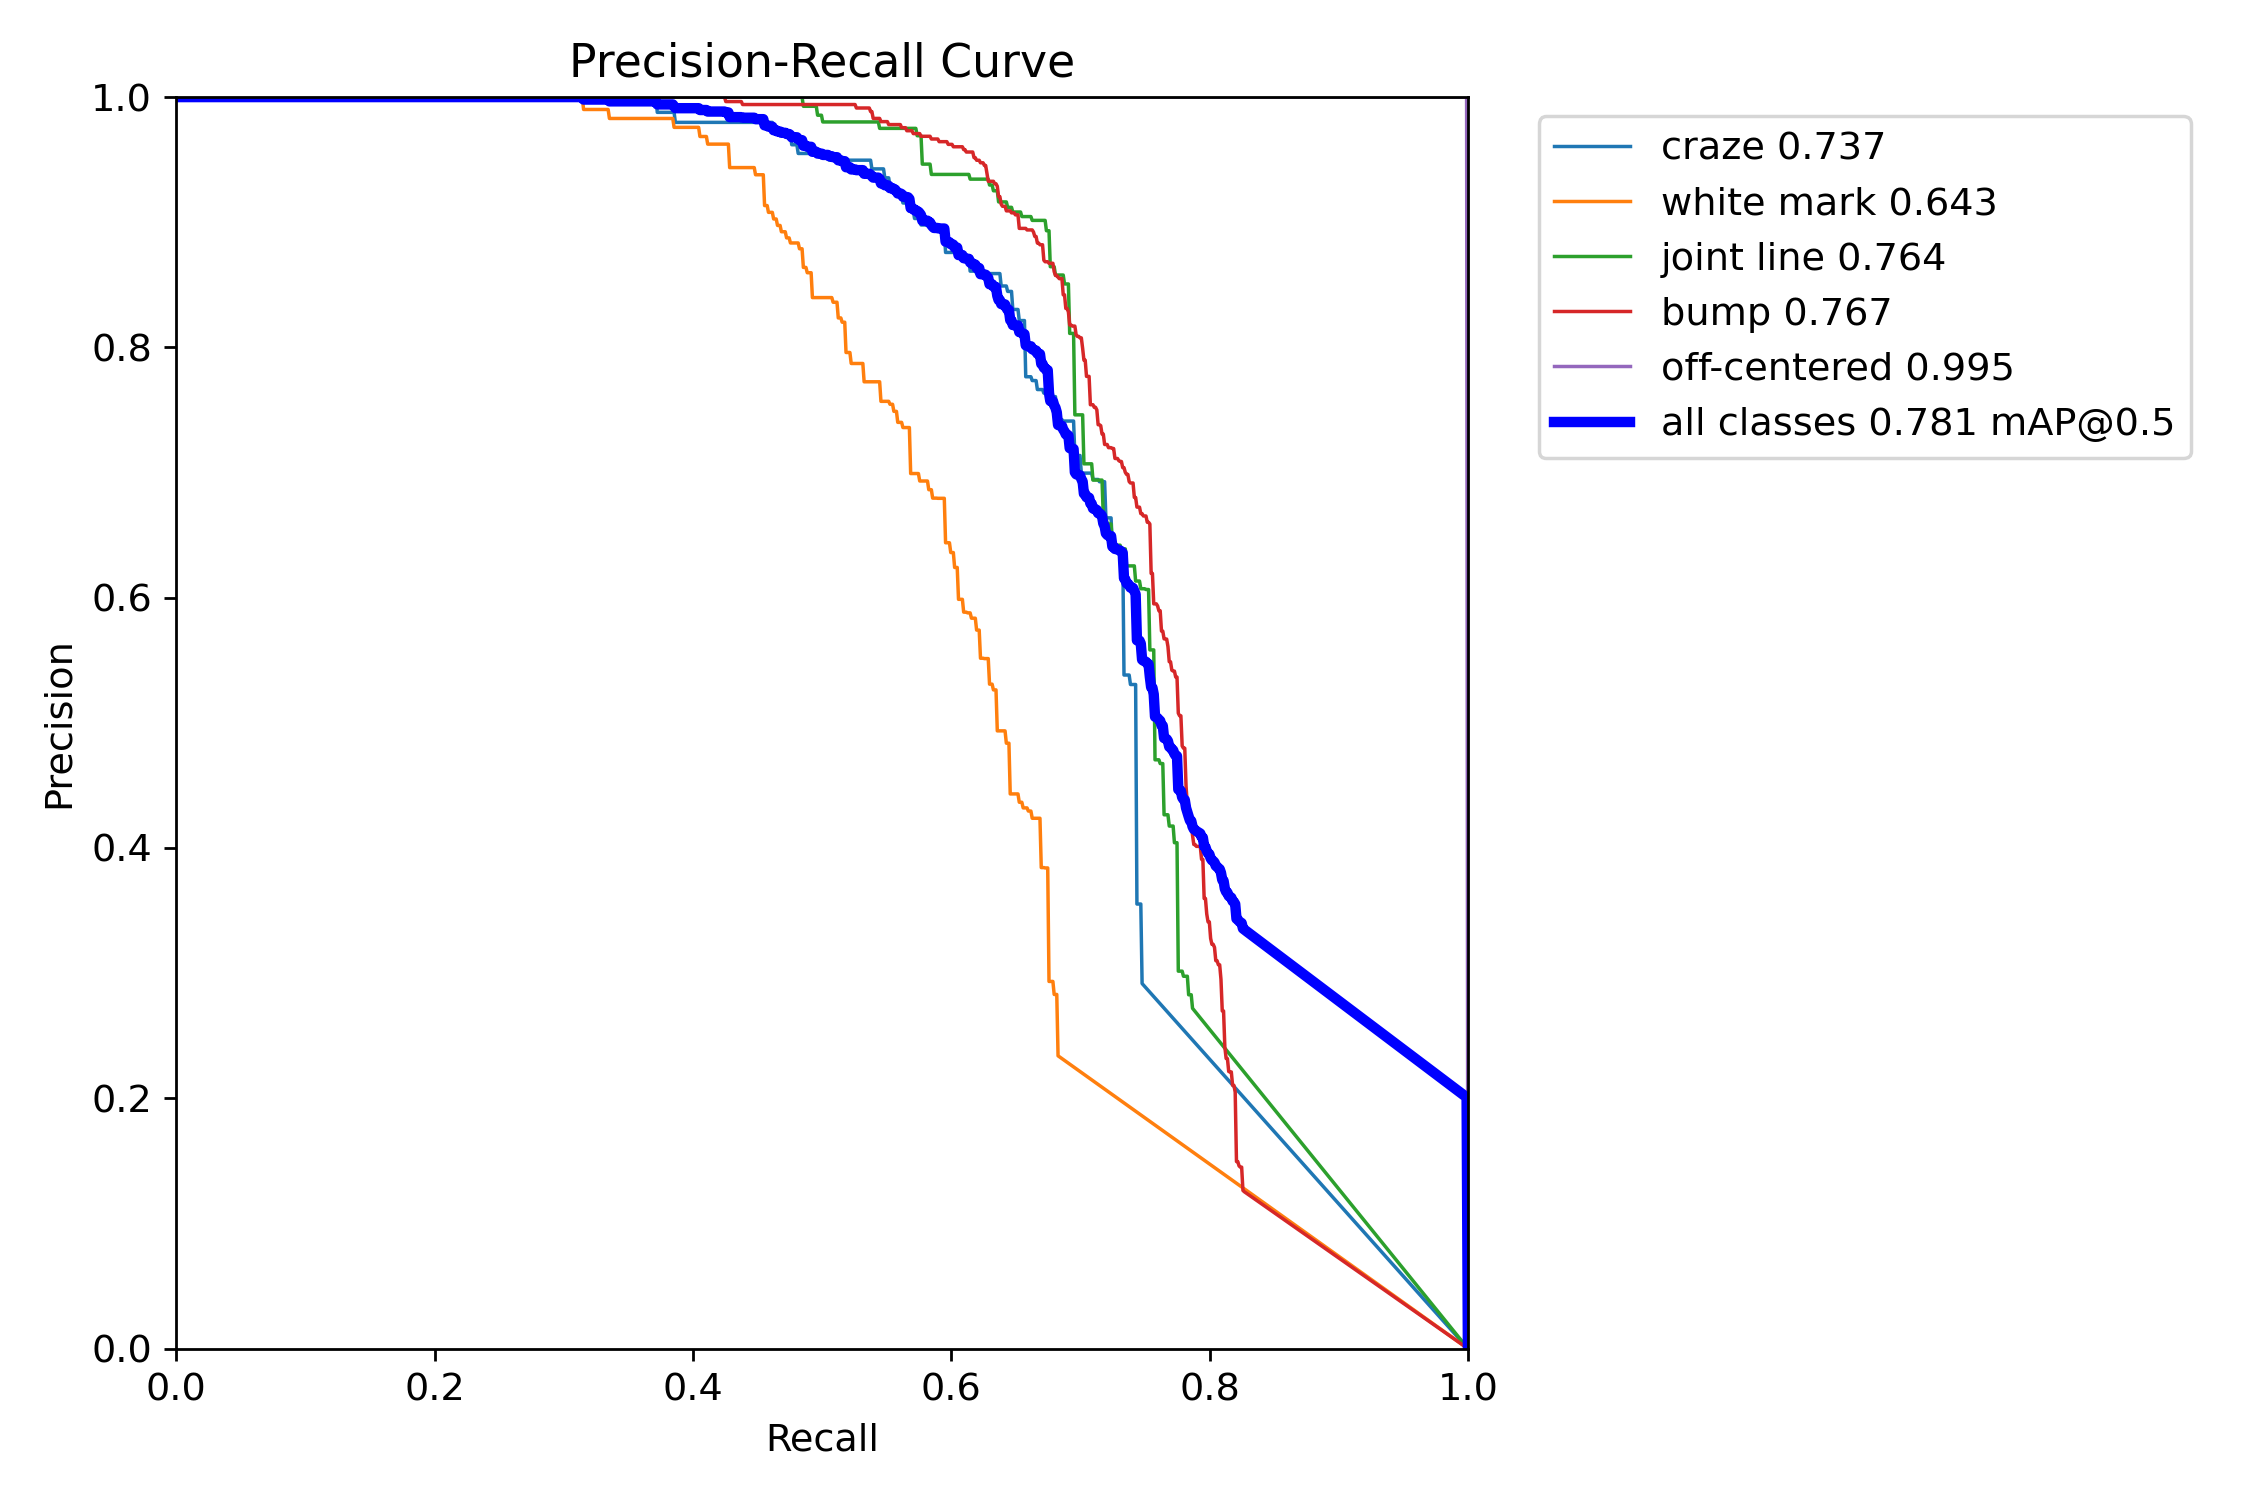 Precision-Recall Curve
1.0
0.8
0.6
0.4
0.2
0.0
Precision
0.0 0.2 0.4 0.6 0.8 1.0
Recall
craze 0.737
white mark 0.643
joint line 0.764
bump 0.767
off-centered 0.995
all classes 0.781 mAP@0.5